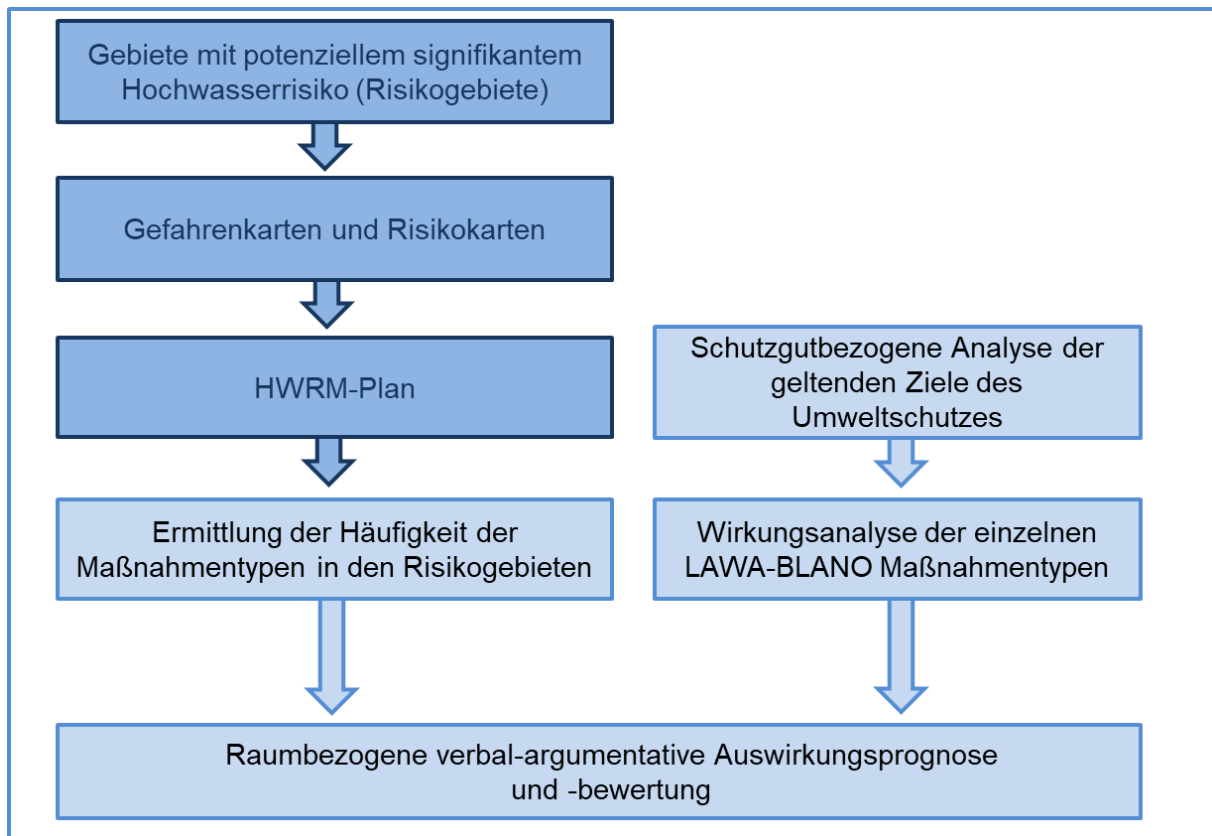 Gebiete mit potenziellem signifikantem
Hochwasserrisiko (Risikogebiete)
Gefahrenkarten und Risikokarten
HWRM-Plan
Schutzgutbezogene Analyse der
geltenden Ziele des
Umweltschutzes
Ermittlung der Häufigkeit der
Maßnahmentypen in den Risikogebieten
Wirkungsanalyse der einzelnen
LAWA-BLANO Maßnahmentypen
Raumbezogene verbal-argumentative Auswirkungsprognose
und -bewertung